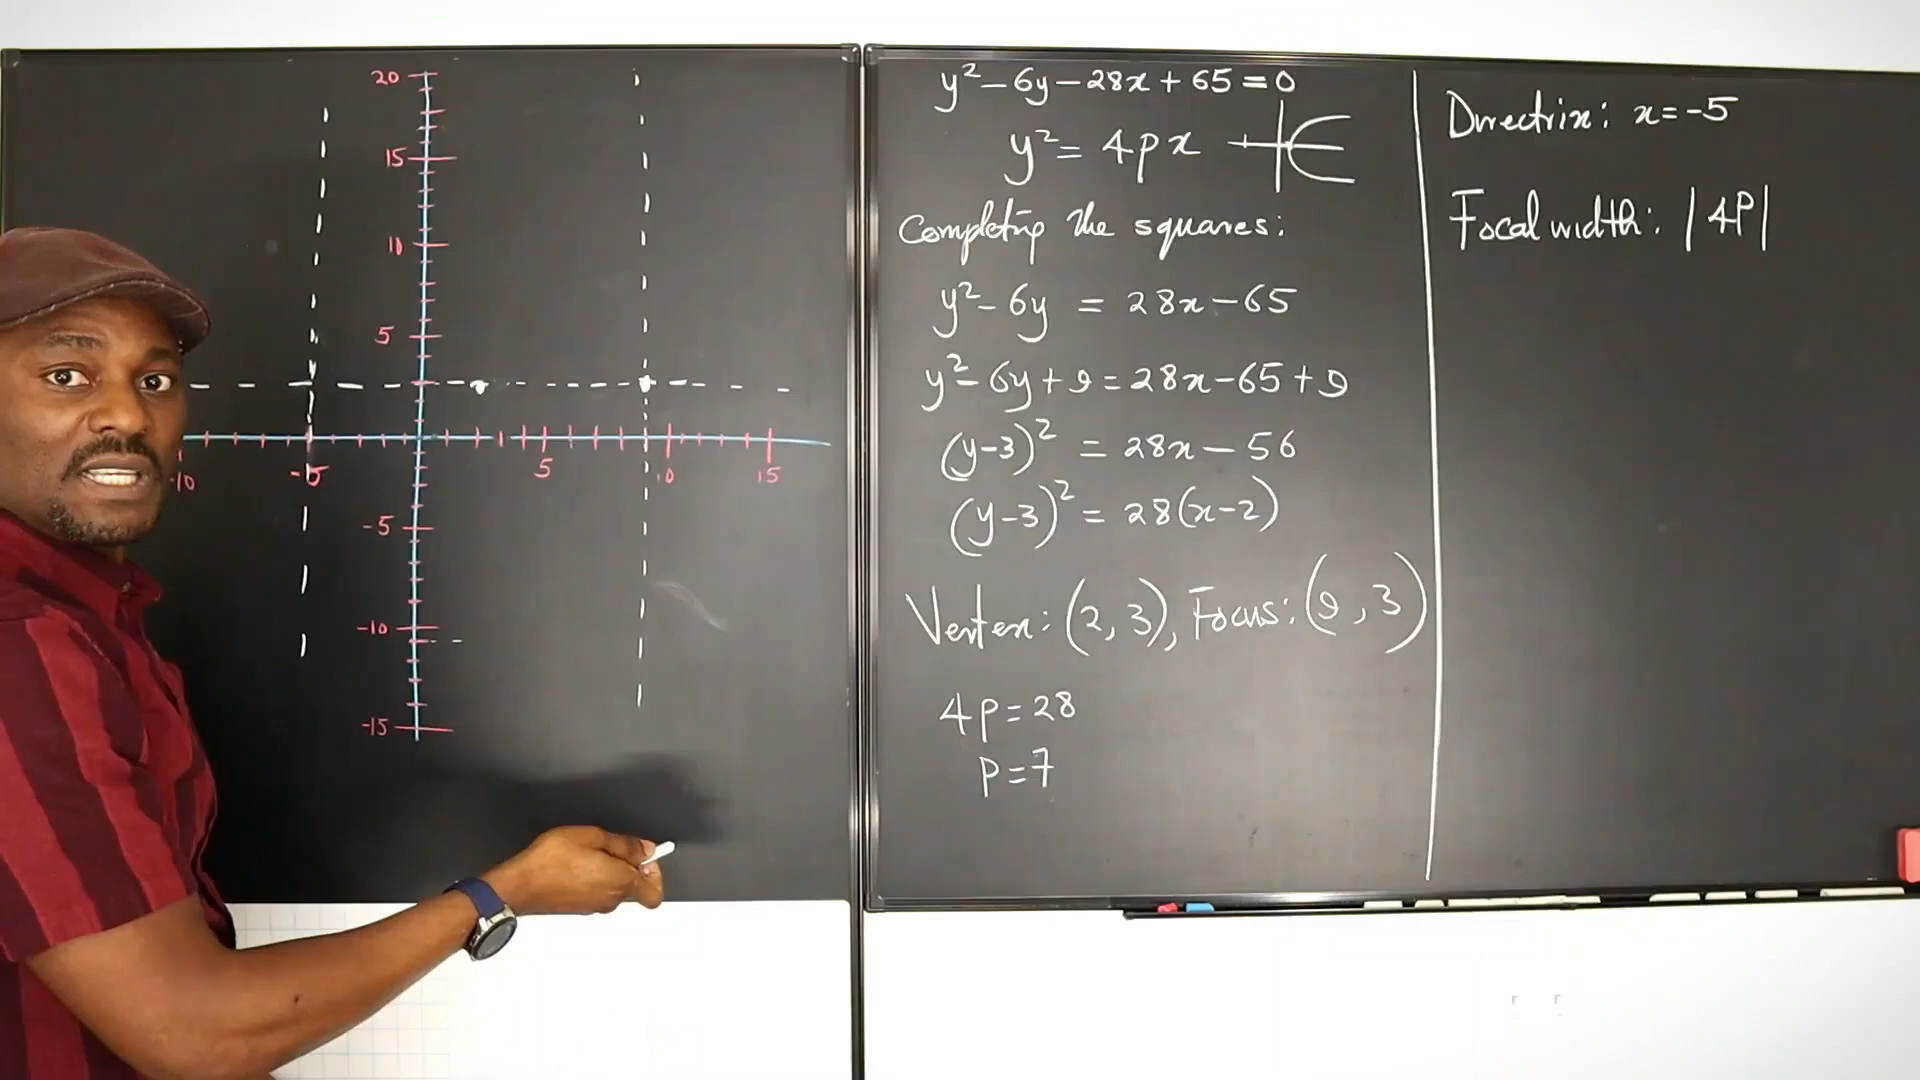 20
15
10
5
-10 -5 5 10 15
-5
-10
-15
y² - 6y - 28x + 65 = 0
y² = 4px
Completing the squares:
y² - 6y = 28x - 65
y² - 6y + 9 = 28x - 65 + 9
(y-3)² = 28x - 56
(y-3)² = 28(x-2)
Vertex: (2, 3), Focus: (9, 3)
4p = 28
p = 7
Directrix: x = -5
Focal width: |4P|